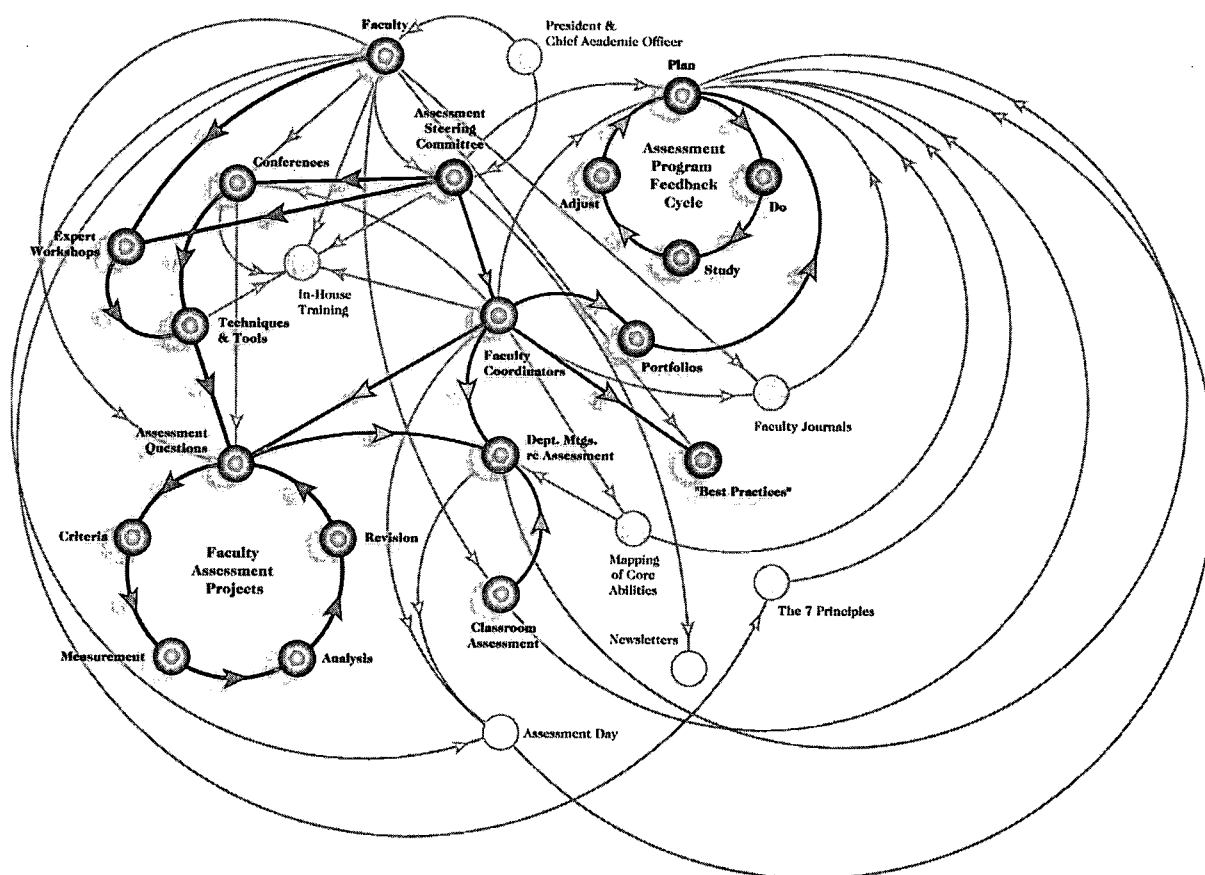 Faculty
President &
Chief Academic Officer
Plan
Assessment
Steering
Committee
Conferences
Assessment
Program
Feedback
Cycle
Adjust
Do
Study
Expert
Workshops
In-House
Training
Techniques
& Tools
Faculty
Coordinators
Portfolios
Faculty Journals
Assessment
Questions
Dept. Mtgs.
re Assessment
"Best Practices"
Criteria
Revision
Faculty
Assessment
Projects
Mapping
of Core
Abilities
The 7 Principles
Classroom
Assessment
Newsletters
Measurement
Analysis
Assessment Day